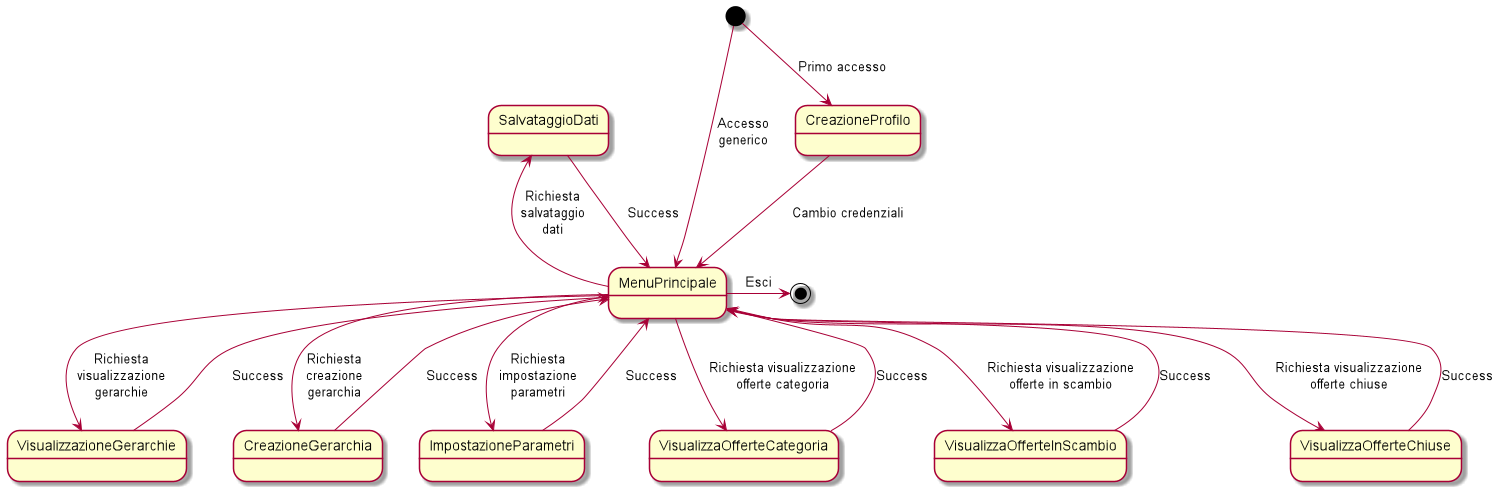 Primo accesso
SalvataggioDati
Accesso
generico
CreazioneProfilo
Richiesta
salvataggio
dati
Success
Cambio credenziali
MenuPrincipale
Esci
Richiesta
visualizzazione
gerarchie
Success
Richiesta
creazione
gerarchia
Success
Richiesta
impostazione
parametri
Success
Richiesta visualizzazione
offerte categoria
Success
Richiesta visualizzazione
offerte in scambio
Success
Richiesta visualizzazione
offerte chiuse
Success
VisualizzazioneGerarchie
CreazioneGerarchia
ImpostazioneParametri
VisualizzaOfferteCategoria
VisualizzaOfferteInScambio
VisualizzaOfferteChiuse